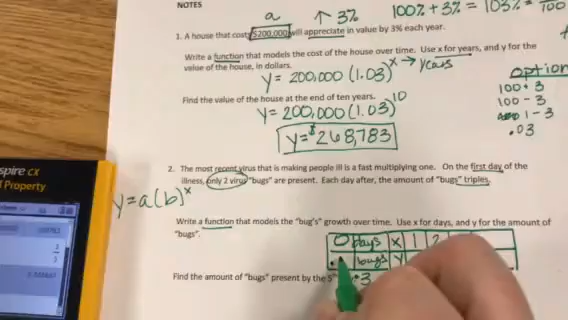 NOTES
a ↑ 3% 100% + 3% = 103% = 100
1. A house that costs $200,000 will appreciate in value by 3% each year.
Write a function that models the cost of the house over time. Use x for years, and y for the
value of the house, in dollars.
y = 200,000 (1.03)^x → years
option
100 + 3
100 - 3
1 - 3
.03
Find the value of the house at the end of ten years.
y = 200,000 (1.03)^10
y = $268,783
2. The most recent virus that is making people ill is a fast multiplying one. On the first day of the
illness, only 2 virus "bugs" are present. Each day after, the amount of "bugs" triples.
spire CX
Property
y = a(b)^x
Write a function that models the "bug's" growth over time. Use x for days, and y for the amount of
"bugs".
0 days x 1 2
bugs y
Find the amount of "bugs" present by the 5
.3